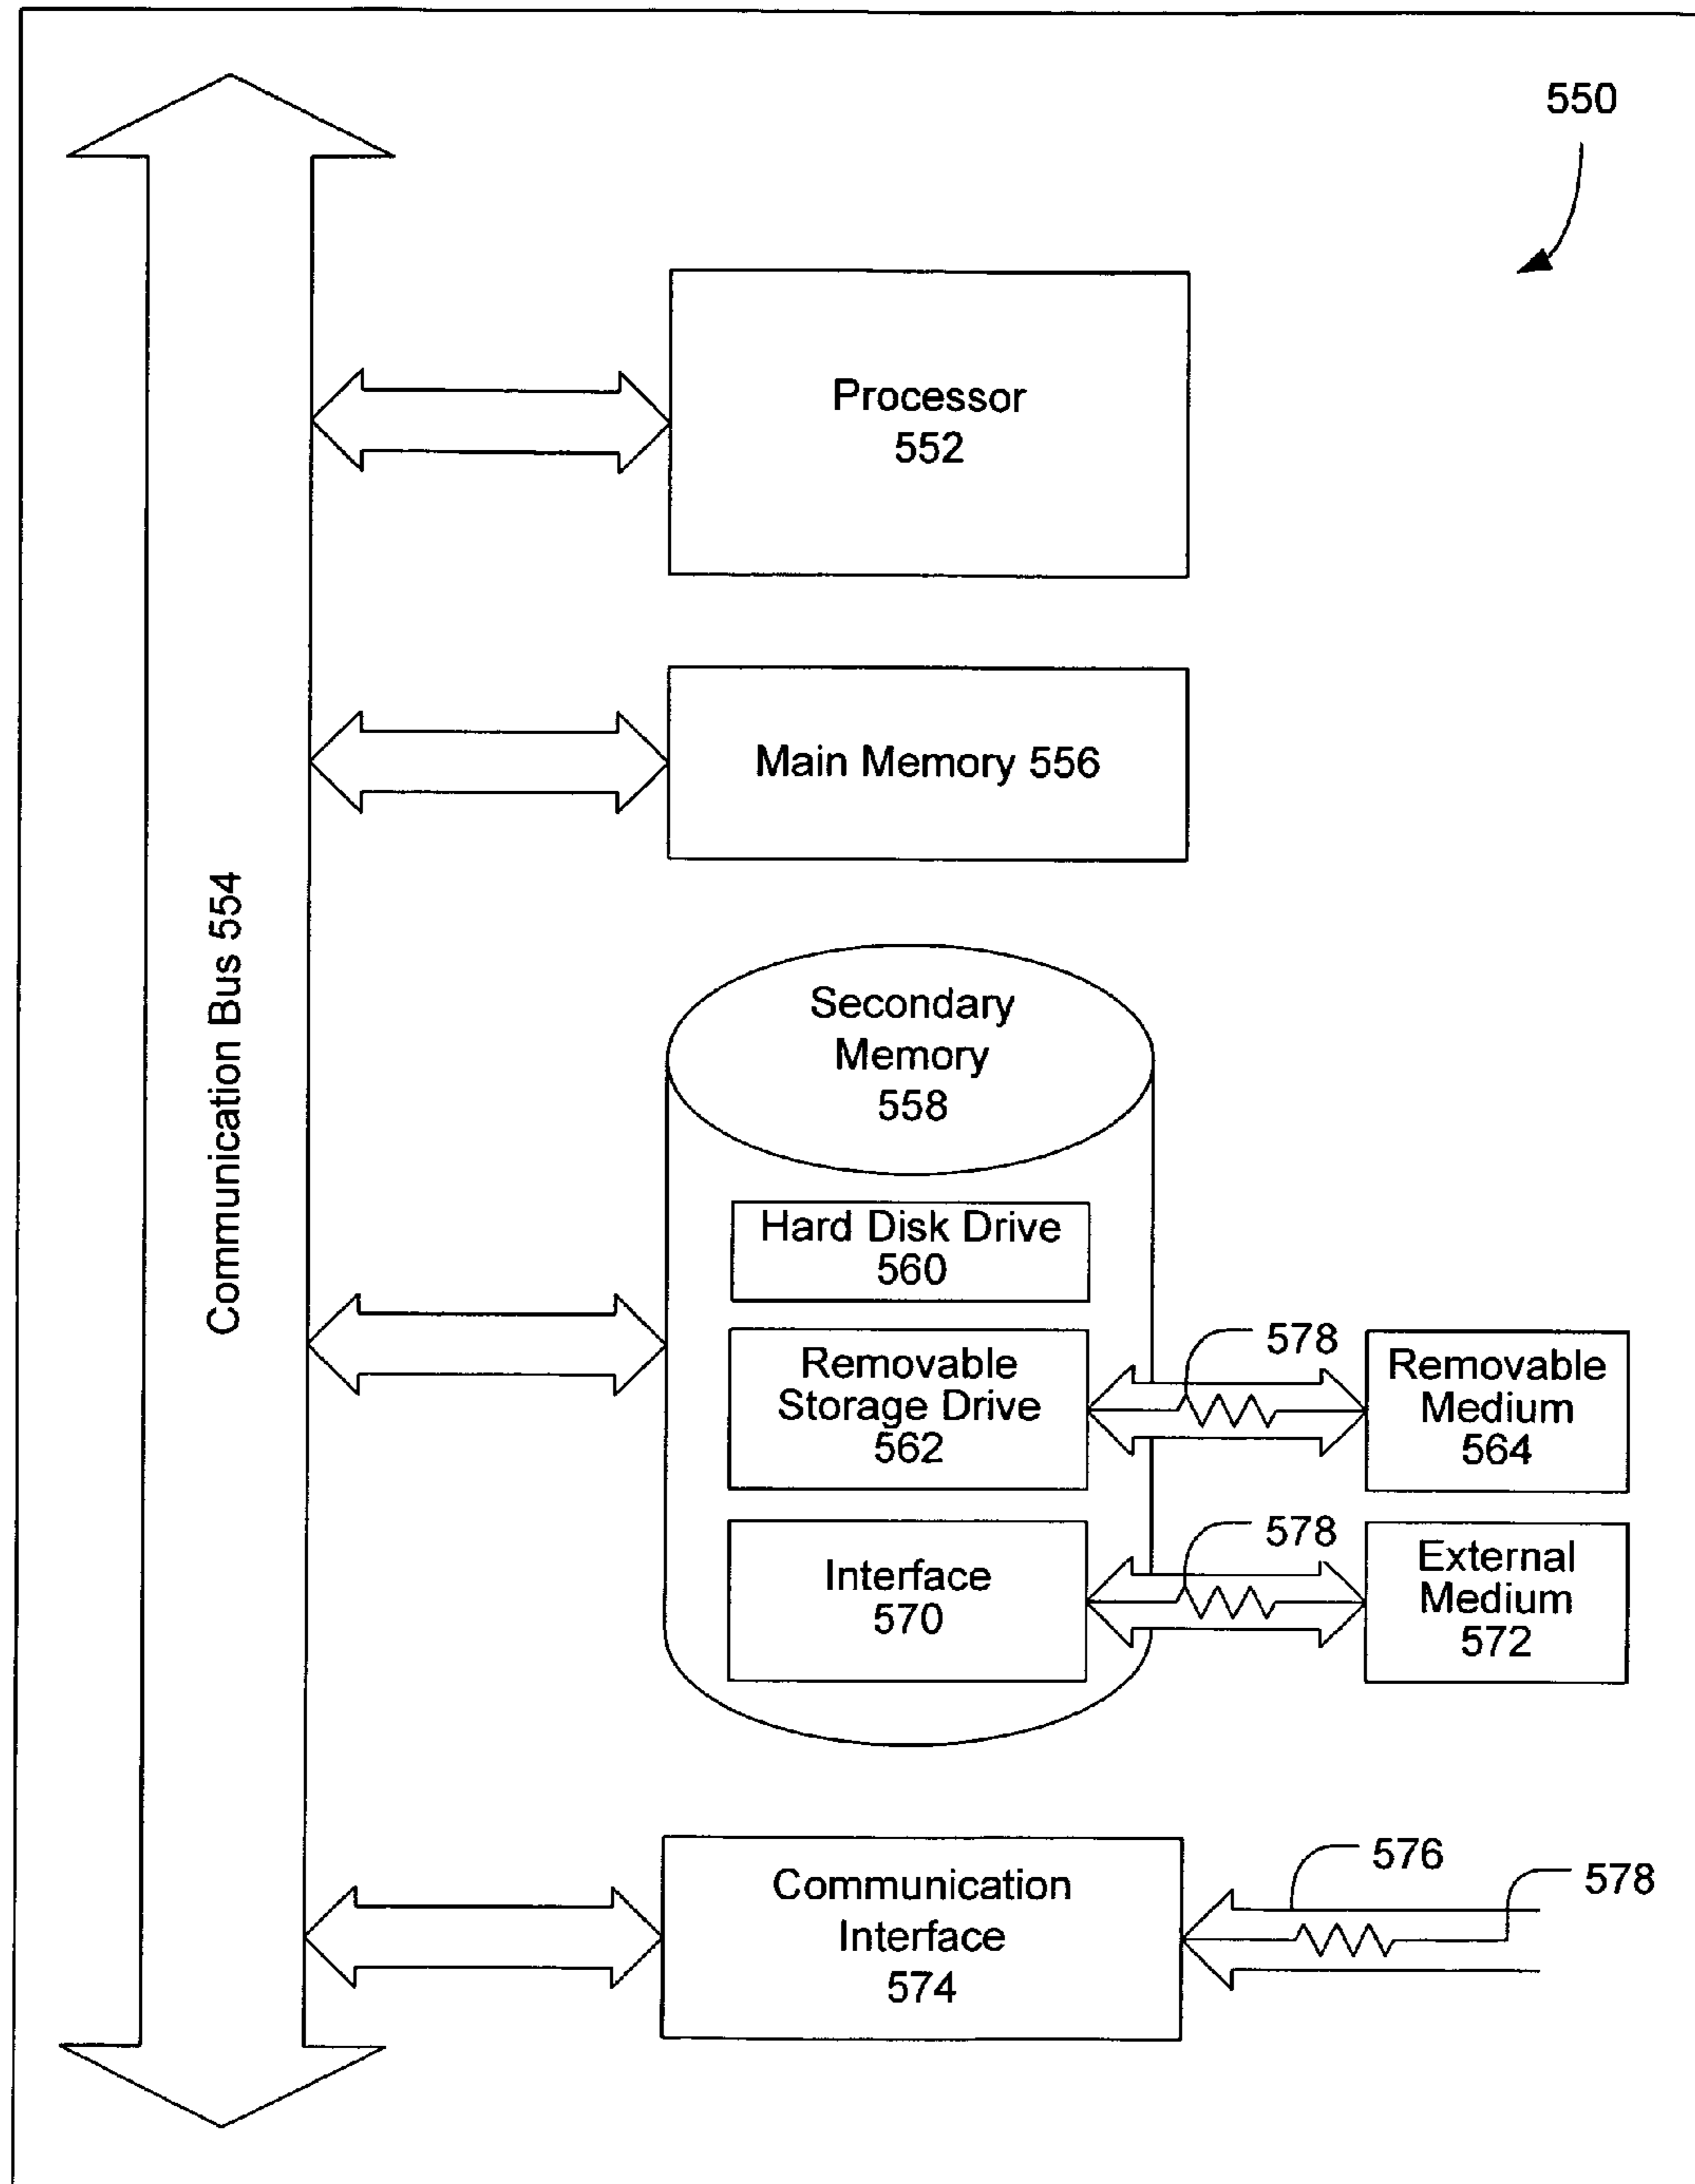 550
Processor
552
Main Memory 556
Communication Bus 554
Secondary
Memory
558
Hard Disk Drive
560
Removable
Storage Drive
562
578
Removable
Medium
564
Interface
570
578
External
Medium
572
Communication
Interface
574
576
578